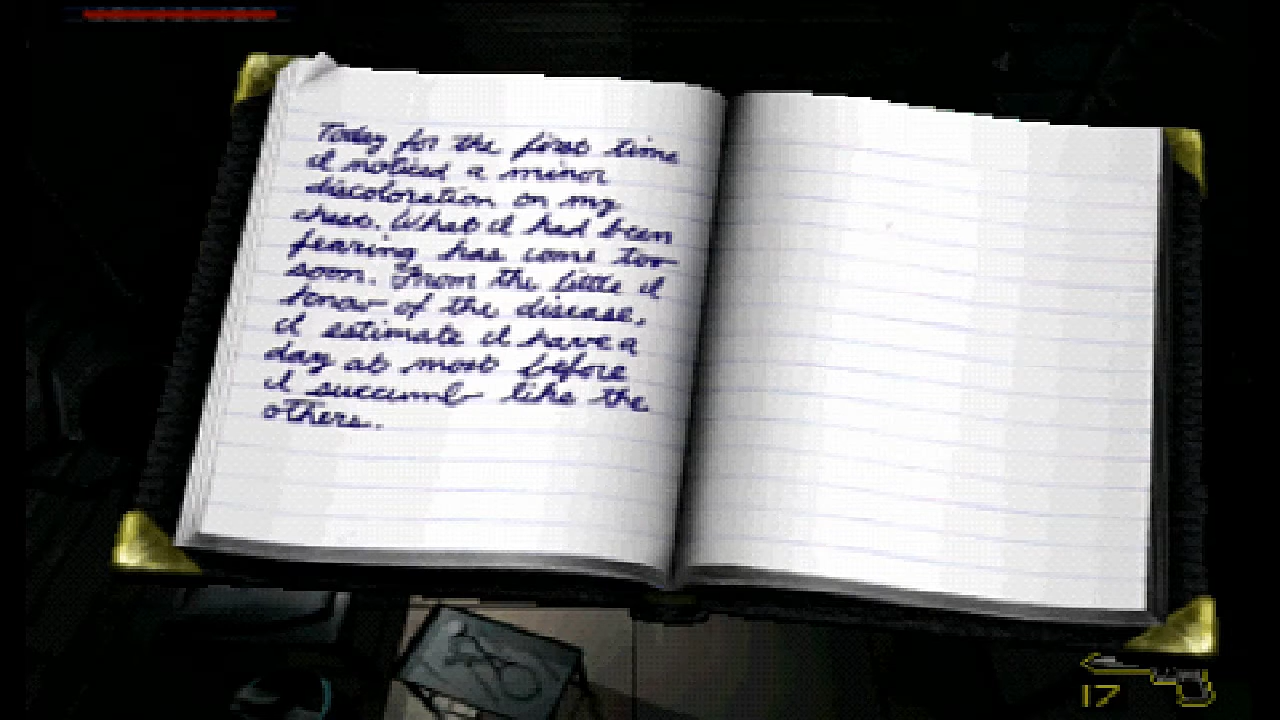 Today for the first time
I noticed a minor
discoloration on my
chest. What I had been
fearing has come too
soon. From the little I
know of the disease,
I estimate I have a
day at most before
I succumb like the
others.
17